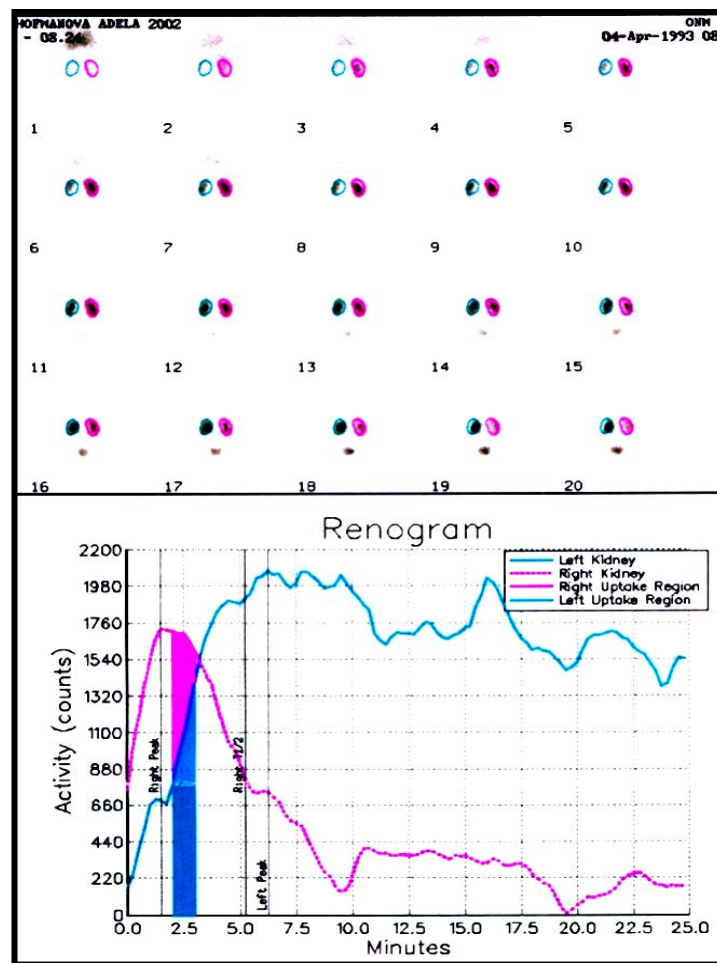 HOFMANOVA ADELA 2002 ONM
- 08.24 04-Apr-1993 08
1 2 3 4 5
6 7 8 9 10
11 12 13 14 15
16 17 18 19 20
Renogram
2200
1980
1760
1540
1320
1100
880
660
440
220
0
Activity (counts)
Left Kidney
Right Kidney
Right Uptake Region
Left Uptake Region
Right Peak
Right T1/2
Left Peak
0.0 2.5 5.0 7.5 10.0 12.5 15.0 17.5 20.0 22.5 25.0
Minutes